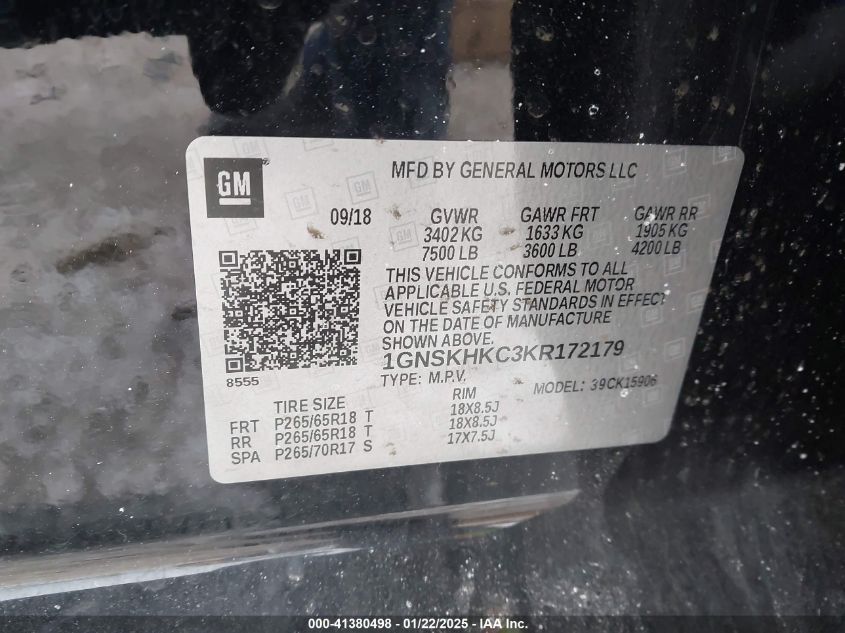 GM
MFD BY GENERAL MOTORS LLC
09/18 GVWR GAWR FRT GAWR RR
3402 KG 1633 KG 1905 KG
7500 LB 3600 LB 4200 LB
THIS VEHICLE CONFORMS TO ALL
APPLICABLE U.S. FEDERAL MOTOR
VEHICLE SAFETY STANDARDS IN EFFECT
ON THE DATE OF MANUFACTURE
SHOWN ABOVE.
1GNSKHKC3KR172179
8555
TYPE: M.P.V. MODEL: 39CK15906
TIRE SIZE RIM
FRT P265/65R18 T 18X8.5J
RR P265/65R18 T 18X8.5J
SPA P265/70R17 S 17X7.5J
000-41380498 - 01/22/2025 - IAA Inc.